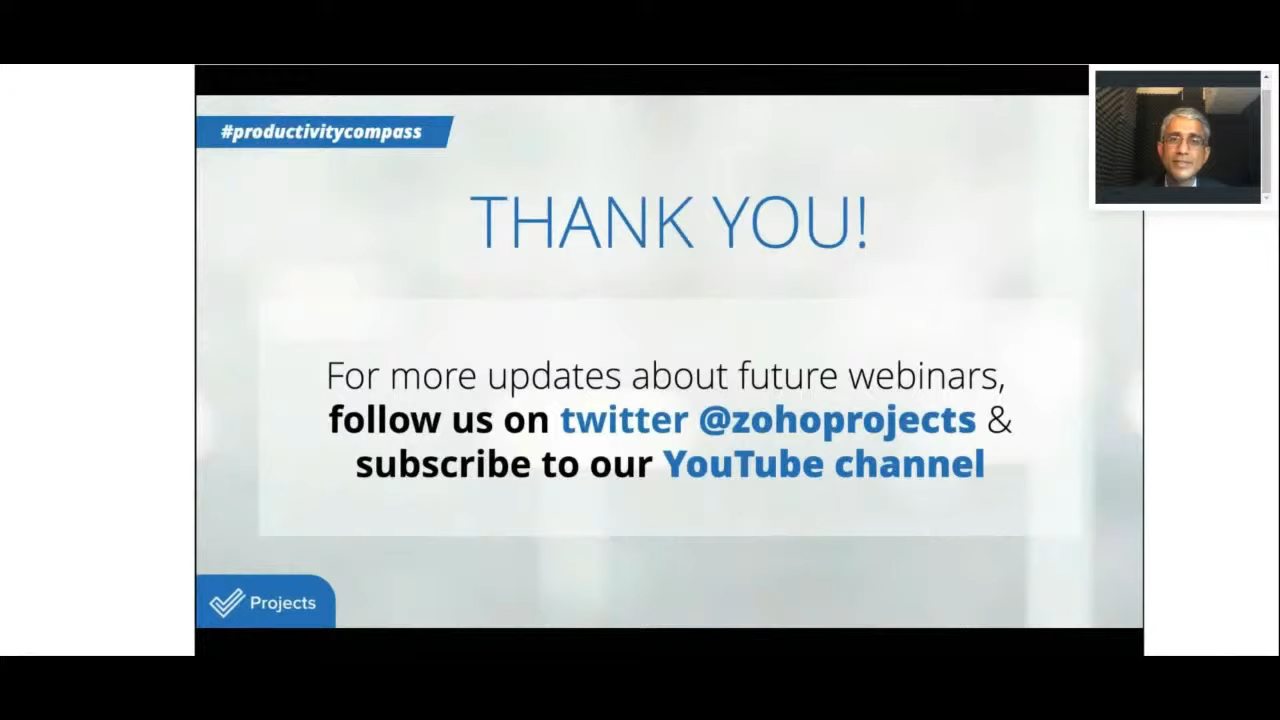 #productivitycompass
THANK YOU!
For more updates about future webinars,
follow us on twitter @zohoprojects &
subscribe to our YouTube channel
Projects